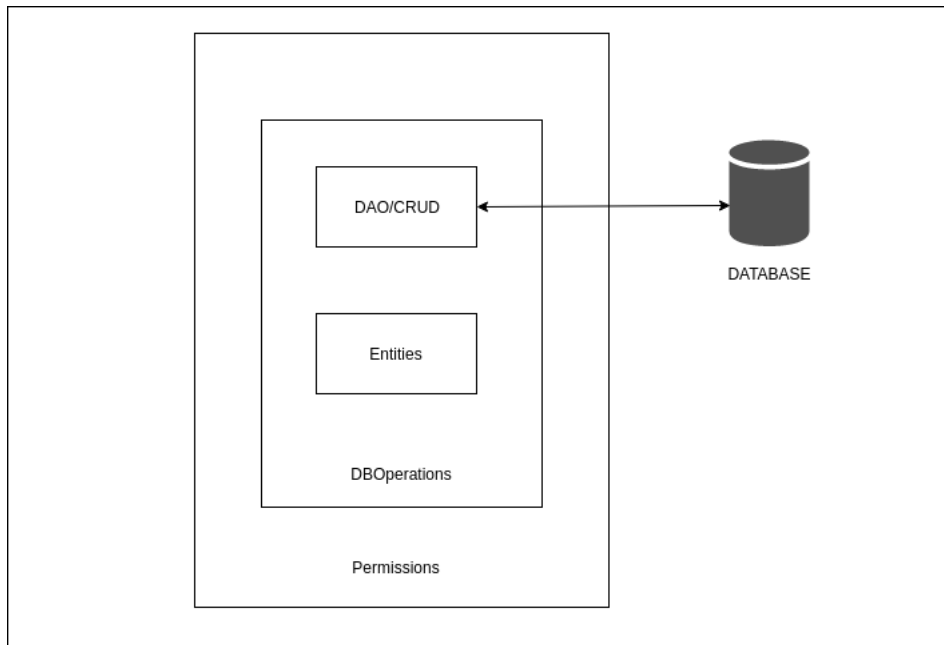 DAO/CRUD
DATABASE
Entities
DBOperations
Permissions